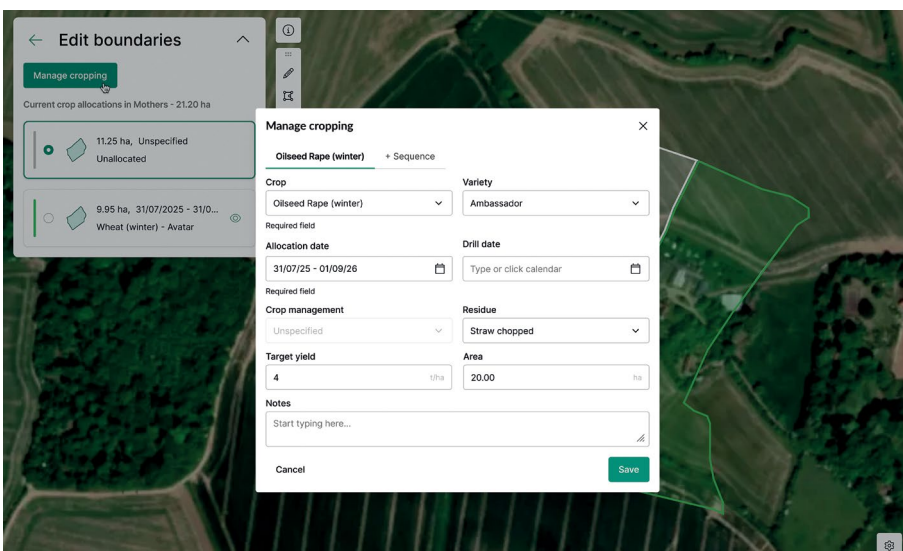 Edit boundaries
Manage cropping
Current crop allocations in Mothers - 21.20 ha
11.25 ha, Unspecified
Unallocated
9.95 ha, 31/07/2025 - 31/0...
Wheat (winter) - Avatar
Manage cropping
Oilseed Rape (winter) + Sequence
Crop Variety
Oilseed Rape (winter) Ambassador
Required field
Allocation date Drill date
31/07/25 - 01/09/26 Type or click calendar
Required field
Crop management Residue
Unspecified Straw chopped
Target yield Area
4 t/ha 20.00 ha
Notes
Start typing here...
Cancel Save